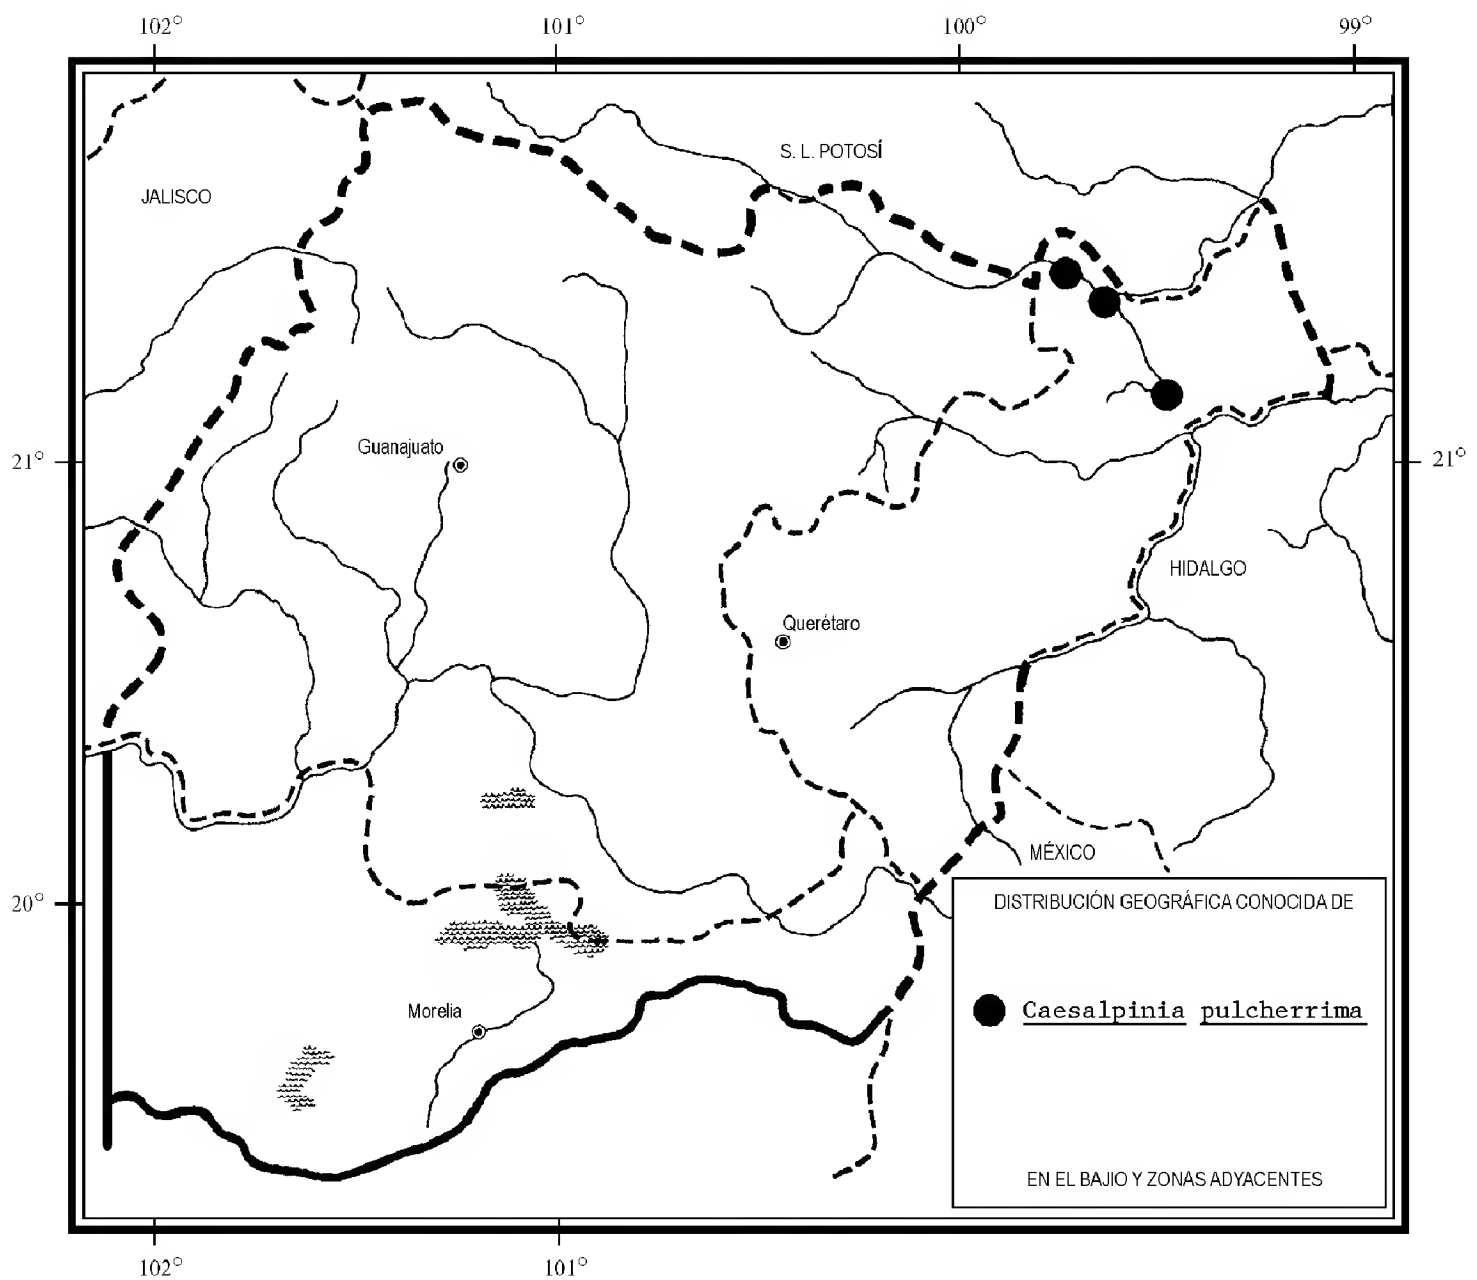 102° 101° 100° 99°
S. L. POTOSÍ
JALISCO
Guanajuato
21° 21°
HIDALGO
Querétaro
MÉXICO
20°
DISTRIBUCIÓN GEOGRÁFICA CONOCIDA DE
Caesalpinia pulcherrima
Morelia
EN EL BAJIO Y ZONAS ADYACENTES
102° 101°